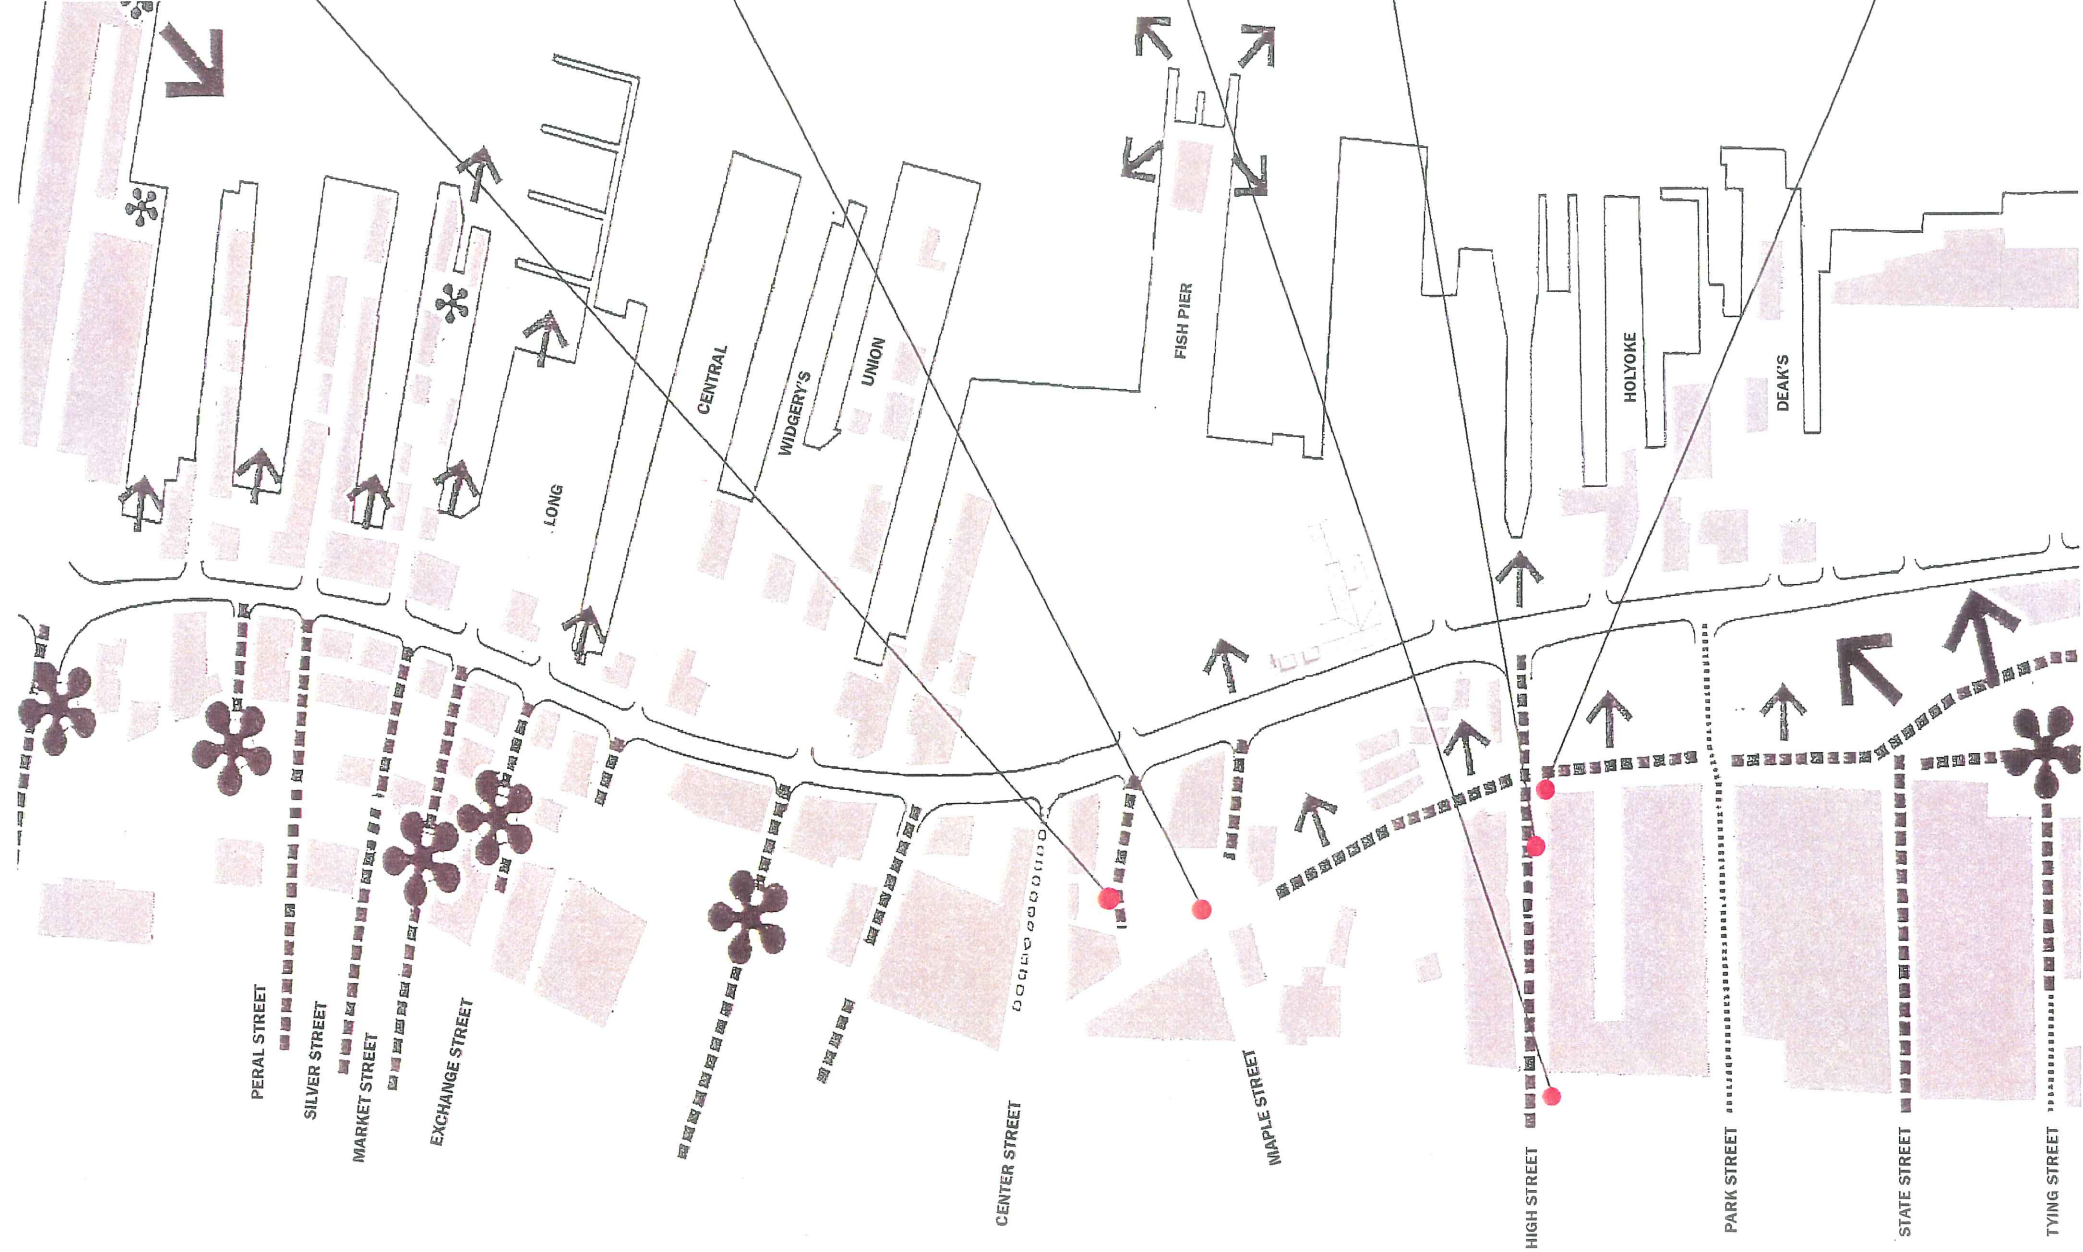 LONG
CENTRAL
WIDGERY'S
UNION
FISH PIER
HOLYOKE
DEAK'S
PERAL STREET
SILVER STREET
MARKET STREET
EXCHANGE STREET
CENTER STREET
MAPLE STREET
HIGH STREET
PARK STREET
STATE STREET
TYING STREET